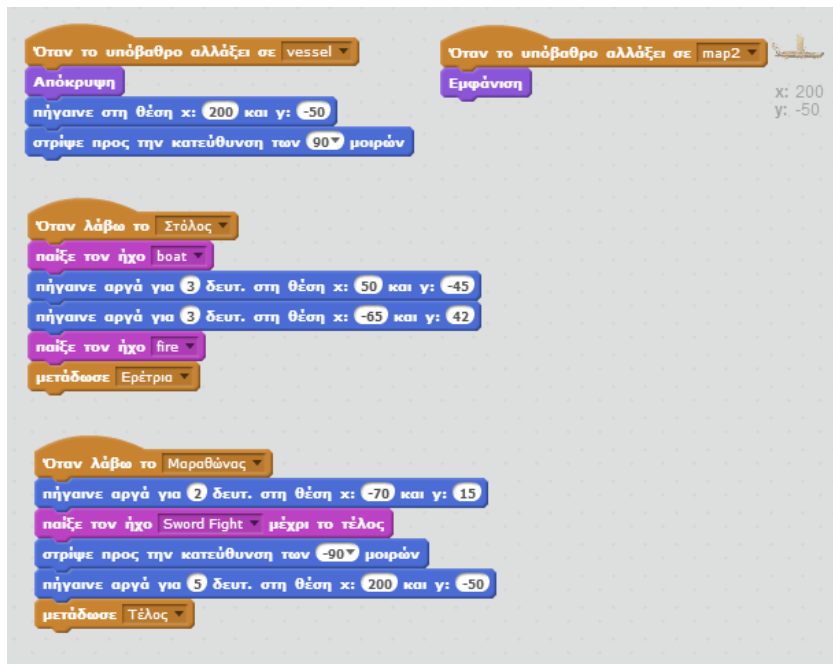 Όταν το υπόβαθρο αλλάξει σε vessel
Απόκρυψη
πήγαινε στη θέση x: 200 και y: -50
στρίψε προς την κατεύθυνση των 90 μοιρών
Όταν το υπόβαθρο αλλάξει σε map2
Εμφάνιση
x: 200
y: -50
Όταν λάβω το Στόλος
παίξε τον ήχο boat
πήγαινε αργά για 3 δευτ. στη θέση x: 50 και y: -45
πήγαινε αργά για 3 δευτ. στη θέση x: -65 και y: 42
παίξε τον ήχο fire
μετάδωσε Ερέτρια
Όταν λάβω το Μαραθώνας
πήγαινε αργά για 2 δευτ. στη θέση x: -70 και y: 15
παίξε τον ήχο Sword Fight μέχρι το τέλος
στρίψε προς την κατεύθυνση των -90 μοιρών
πήγαινε αργά για 5 δευτ. στη θέση x: 200 και y: -50
μετάδωσε Τέλος